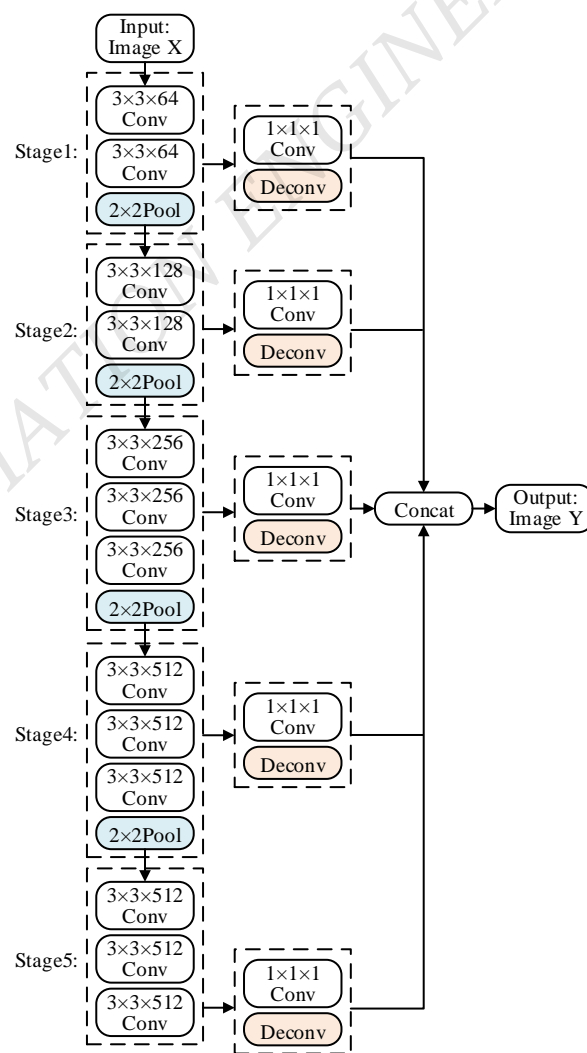 MATION ENGINEE
Input:
Image X
Stage1:
3×3×64
Conv
3×3×64
Conv
2×2Pool
1×1×1
Conv
Deconv
Stage2:
3×3×128
Conv
3×3×128
Conv
2×2Pool
1×1×1
Conv
Deconv
Stage3:
3×3×256
Conv
3×3×256
Conv
3×3×256
Conv
2×2Pool
1×1×1
Conv
Deconv
Concat
Output:
Image Y
Stage4:
3×3×512
Conv
3×3×512
Conv
3×3×512
Conv
2×2Pool
1×1×1
Conv
Deconv
Stage5:
3×3×512
Conv
3×3×512
Conv
3×3×512
Conv
1×1×1
Conv
Deconv